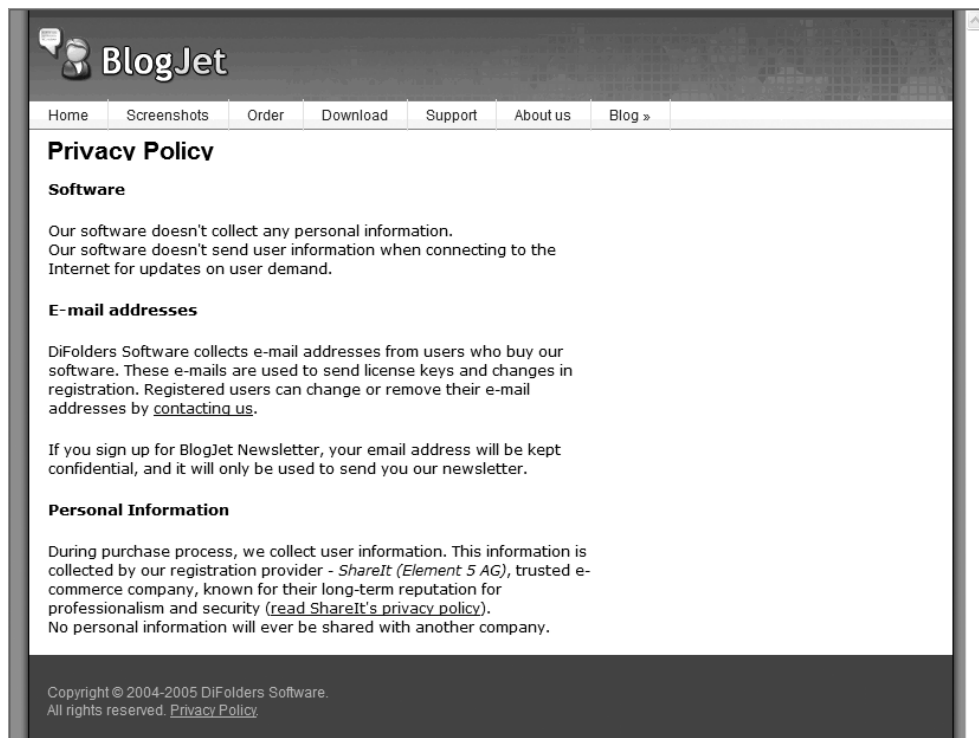 BlogJet
Home Screenshots Order Download Support About us Blog »
Privacy Policy
Software
Our software doesn't collect any personal information.
Our software doesn't send user information when connecting to the
Internet for updates on user demand.
E-mail addresses
DiFolders Software collects e-mail addresses from users who buy our
software. These e-mails are used to send license keys and changes in
registration. Registered users can change or remove their e-mail
addresses by contacting us.
If you sign up for BlogJet Newsletter, your email address will be kept
confidential, and it will only be used to send you our newsletter.
Personal Information
During purchase process, we collect user information. This information is
collected by our registration provider - ShareIt (Element 5 AG), trusted e-
commerce company, known for their long-term reputation for
professionalism and security (read ShareIt's privacy policy).
No personal information will ever be shared with another company.
Copyright © 2004-2005 DiFolders Software.
All rights reserved. Privacy Policy.